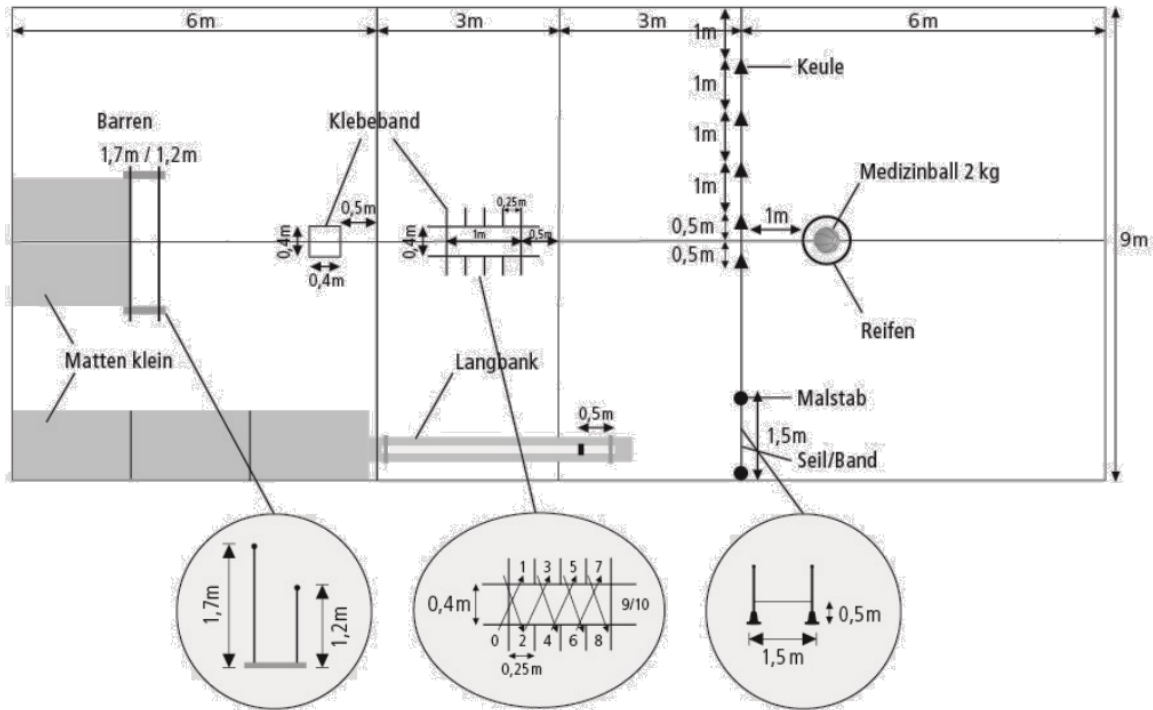 6m
3m
3m
6m
1m
Keule
1m
Barren
Klebeband
1m
1,7m / 1,2m
1m
Medizinball 2 kg
0,5m
0,25m
0,4m
0,4m
1m
0,5m
0,5m
1m
9m
0,5m
0,4m
Reifen
Matten klein
Langbank
Malstab
0,5m
1,5m
Seil/Band
1,7m
1,2m
0,4m
1 3 5 7
9/10
0 2 4 6 8
0,25m
0,5m
1,5m